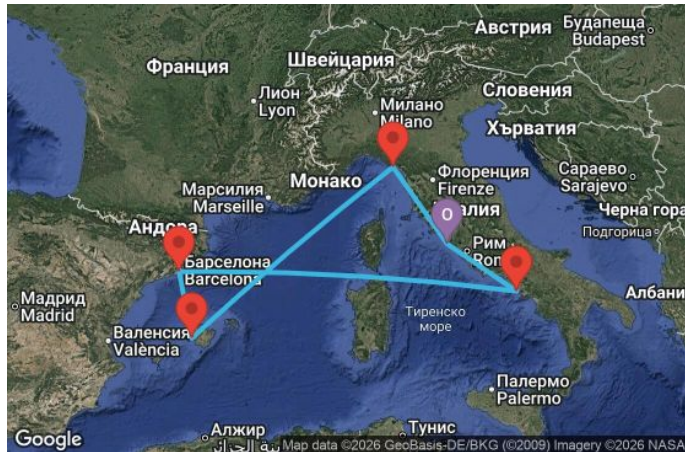 Австрия
Будапеща
Budapest
Швейцария
Франция
Лион
Lyon
Милано
Milano
Словения
Хърватия
Монако
Флоренция
Firenze
Сараево
Sarajevo
Марсилия
Marseille
алия
O
Черна гора
Подгорица
Андора
Рим
Барселона
Barcelona
Мадрид
Madrid
Албани
Тиренско
море
Валенсия
València
Палермо
Palermo
Алжир
Тунис
Google
Map data ©2026 GeoBasis-DE/BKG (©2009) Imagery ©2026 NASA